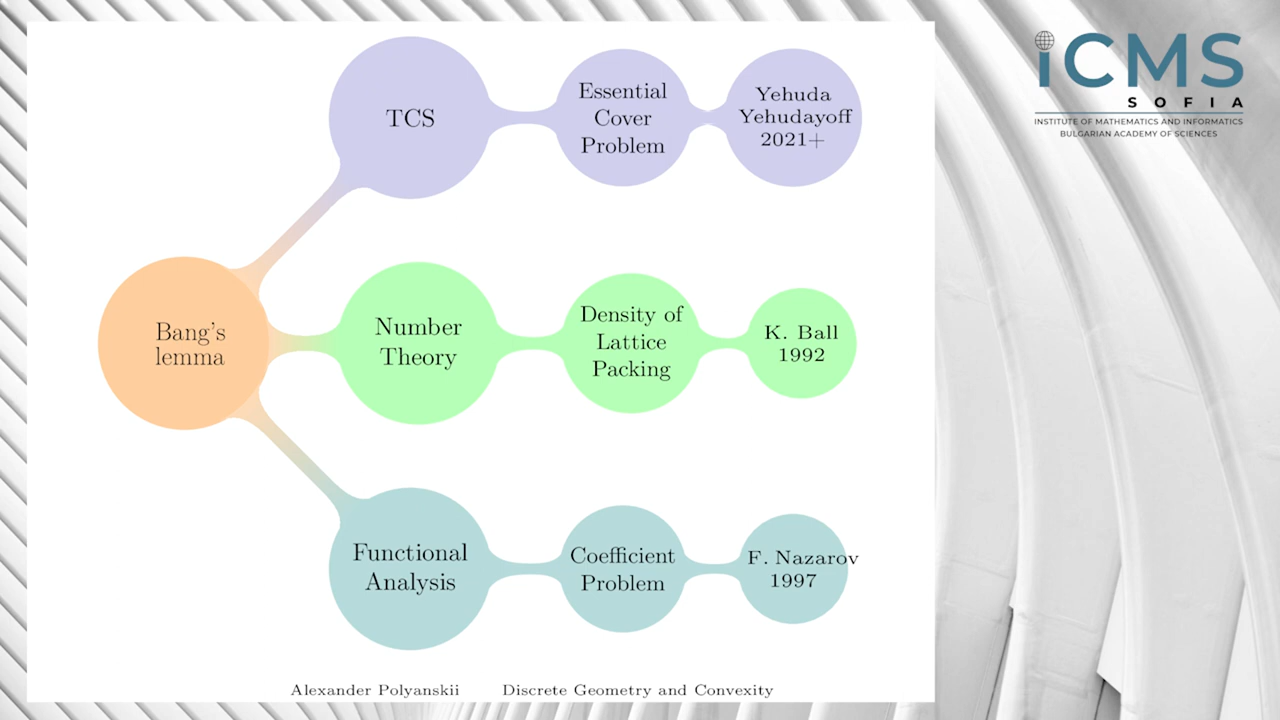 TCS
Essential
Cover
Problem
Yehuda
Yehudayoff
2021+
Bang's
lemma
Number
Theory
Density of
Lattice
Packing
K. Ball
1992
Functional
Analysis
Coefficient
Problem
F. Nazarov
1997
Alexander Polyanskii
Discrete Geometry and Convexity
iCMS
SOFIA
INSTITUTE OF MATHEMATICS AND INFORMATICS
BULGARIAN ACADEMY OF SCIENCES